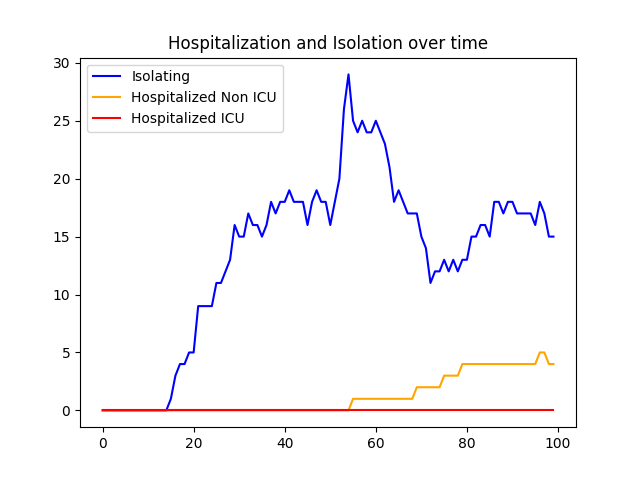 Hospitalization and Isolation over time
30
25
20
15
10
5
0
Isolating
Hospitalized Non ICU
Hospitalized ICU
0 20 40 60 80 100